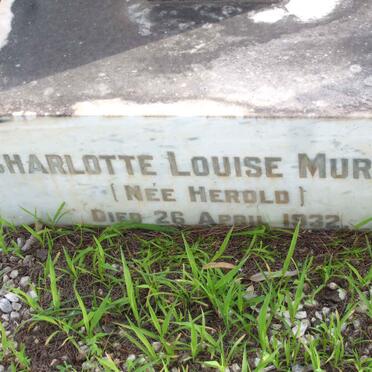 CHARLOTTE LOUISE MUR
(NÉE HEROLD)
DIED 26 APRIL 1932.